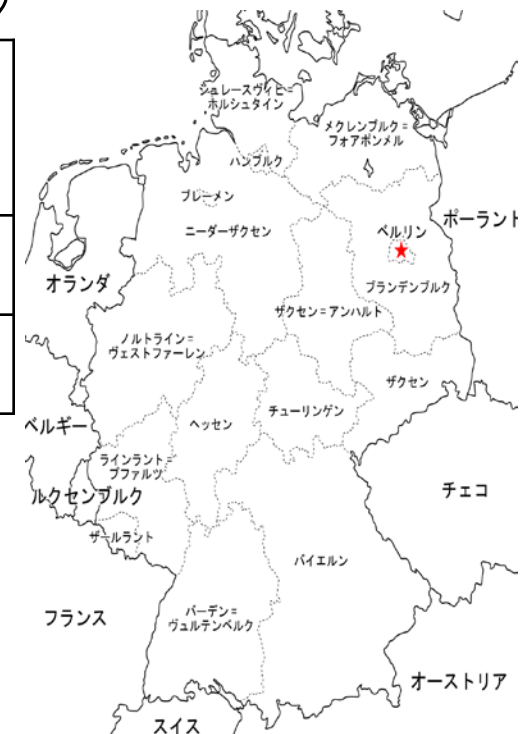 シュレースヴィヒ=
ホルシュタイン
メクレンブルク=
フォアポンメル
ハンブルク
ブレーメン
ニーダーザクセン
ベルリン
ポーランド
オランダ
ブランデンブルク
ザクセン=アンハルト
ノルトライン=
ヴェストファーレン
ザクセン
チューリンゲン
ヘッセン
ベルギー
ラインラント=
プファルツ
ルクセンブルク
チェコ
ザールラント
バイエルン
フランス
バーデン=
ヴュルテンベルク
オーストリア
スイス